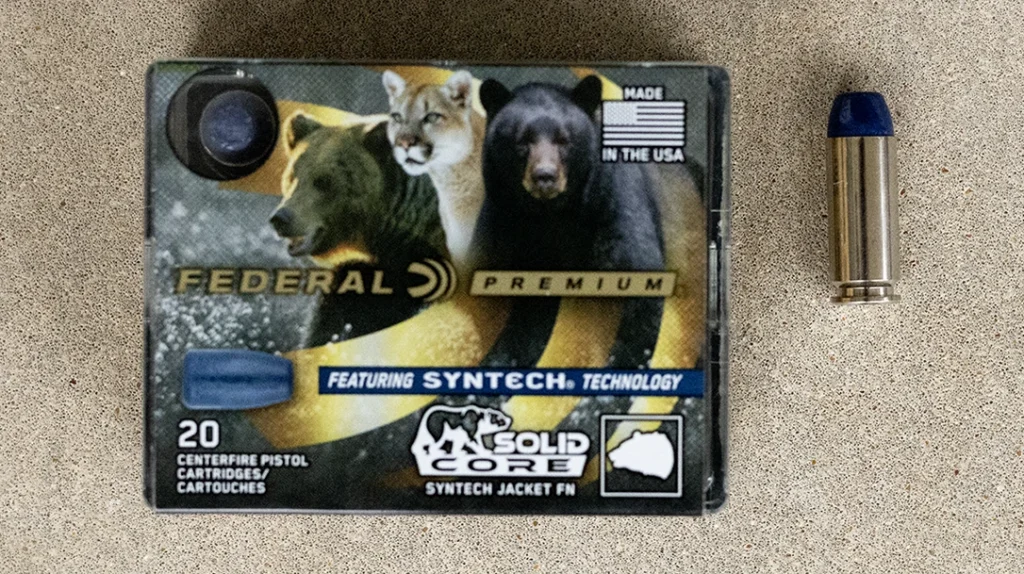 MADE
IN THE USA
FEDERAL PREMIUM
FEATURING SYNTECH® TECHNOLOGY
20
CENTERFIRE PISTOL
CARTRIDGES/
CARTOUCHES
SOLID
CORE
SYNTECH JACKET FN